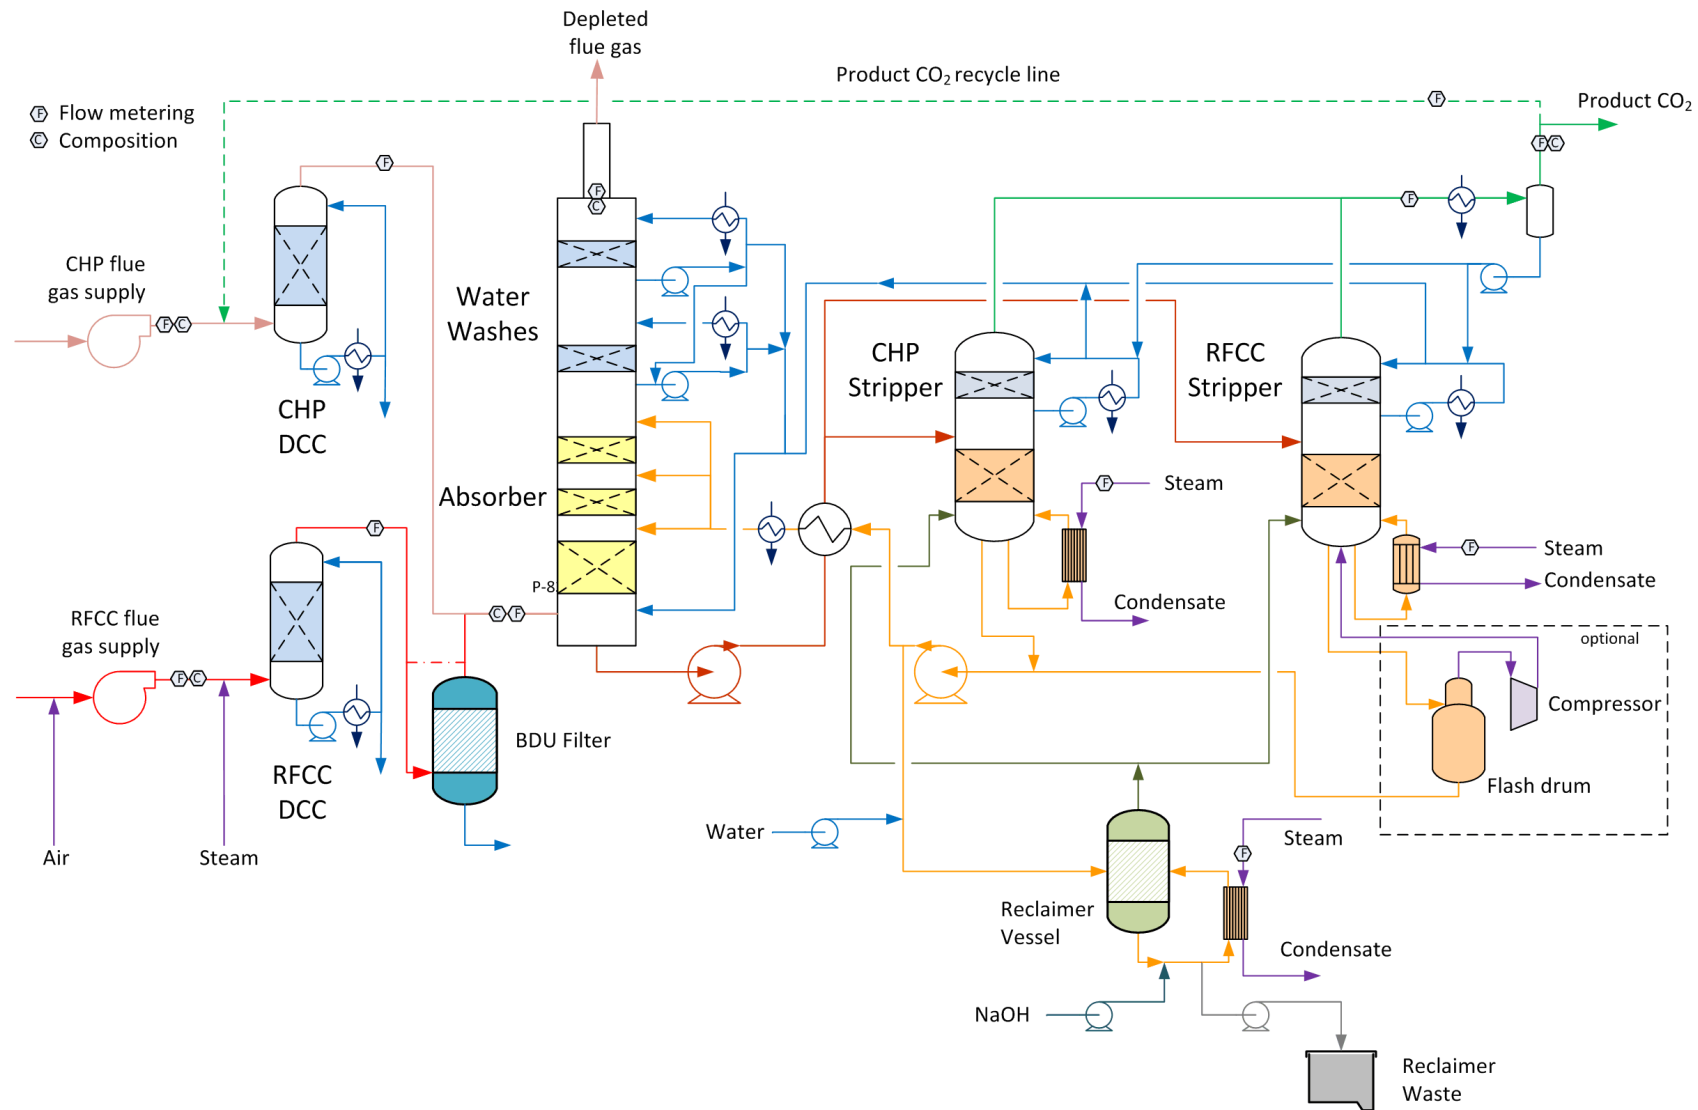 Depleted
flue gas
Product CO2 recycle line
F
Product CO2
F Flow metering
C Composition
F C
F
F
C
F
CHP flue
gas supply
F C
Water
Washes
CHP
Stripper
RFCC
Stripper
CHP
DCC
Absorber
F
Steam
F
P-8
F
Steam
Condensate
Condensate
C F
RFCC flue
gas supply
F C
optional
Compressor
BDU Filter
RFCC
DCC
Flash drum
Water
Steam
Air
Steam
F
Reclaimer
Vessel
Condensate
NaOH
Reclaimer
Waste